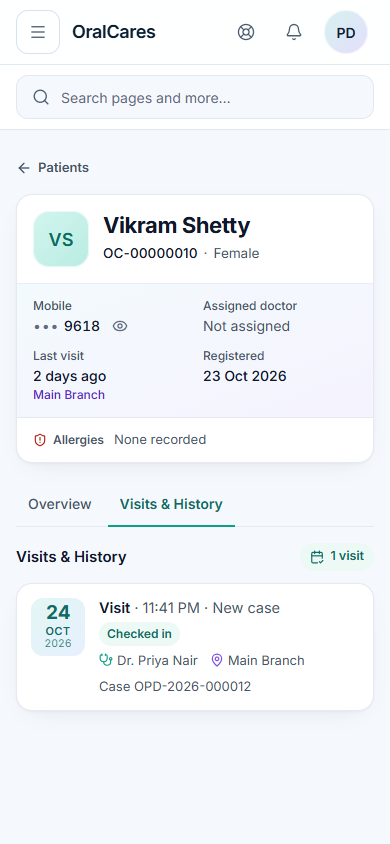 OralCares
PD
Search pages and more...
Patients
VS
Vikram Shetty
OC-00000010 · Female
Mobile
Assigned doctor
••• 9618
Not assigned
Last visit
Registered
2 days ago
23 Oct 2026
Main Branch
Allergies None recorded
Overview
Visits & History
Visits & History
1 visit
24
OCT
2026
Visit · 11:41 PM · New case
Checked in
Dr. Priya Nair
Main Branch
Case OPD-2026-000012